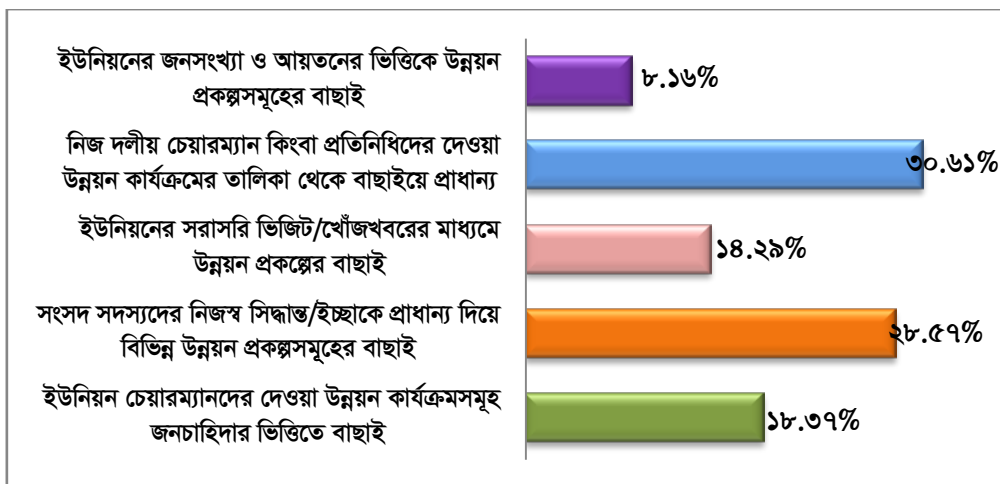 ইউনিয়নের জনসংখ্যা ও আয়তনের ভিত্তিকে উন্নয়ন
প্রকল্পসমূহের বাছাই
৮.১৬%
নিজ দলীয় চেয়ারম্যান কিংবা প্রতিনিধিদের দেওয়া
উন্নয়ন কার্যক্রমের তালিকা থেকে বাছাইয়ে প্রাধান্য
৩০.৬১%
ইউনিয়নের সরাসরি ভিজিট/খোঁজখবরের মাধ্যমে
উন্নয়ন প্রকল্পের বাছাই
১৪.২৯%
সংসদ সদস্যদের নিজস্ব সিদ্ধান্ত/ইচ্ছাকে প্রাধান্য দিয়ে
বিভিন্ন উন্নয়ন প্রকল্পসমূহের বাছাই
২৮.৫৭%
ইউনিয়ন চেয়ারম্যানদের দেওয়া উন্নয়ন কার্যক্রমসমূহ
জনচাহিদার ভিত্তিতে বাছাই
১৮.৩৭%